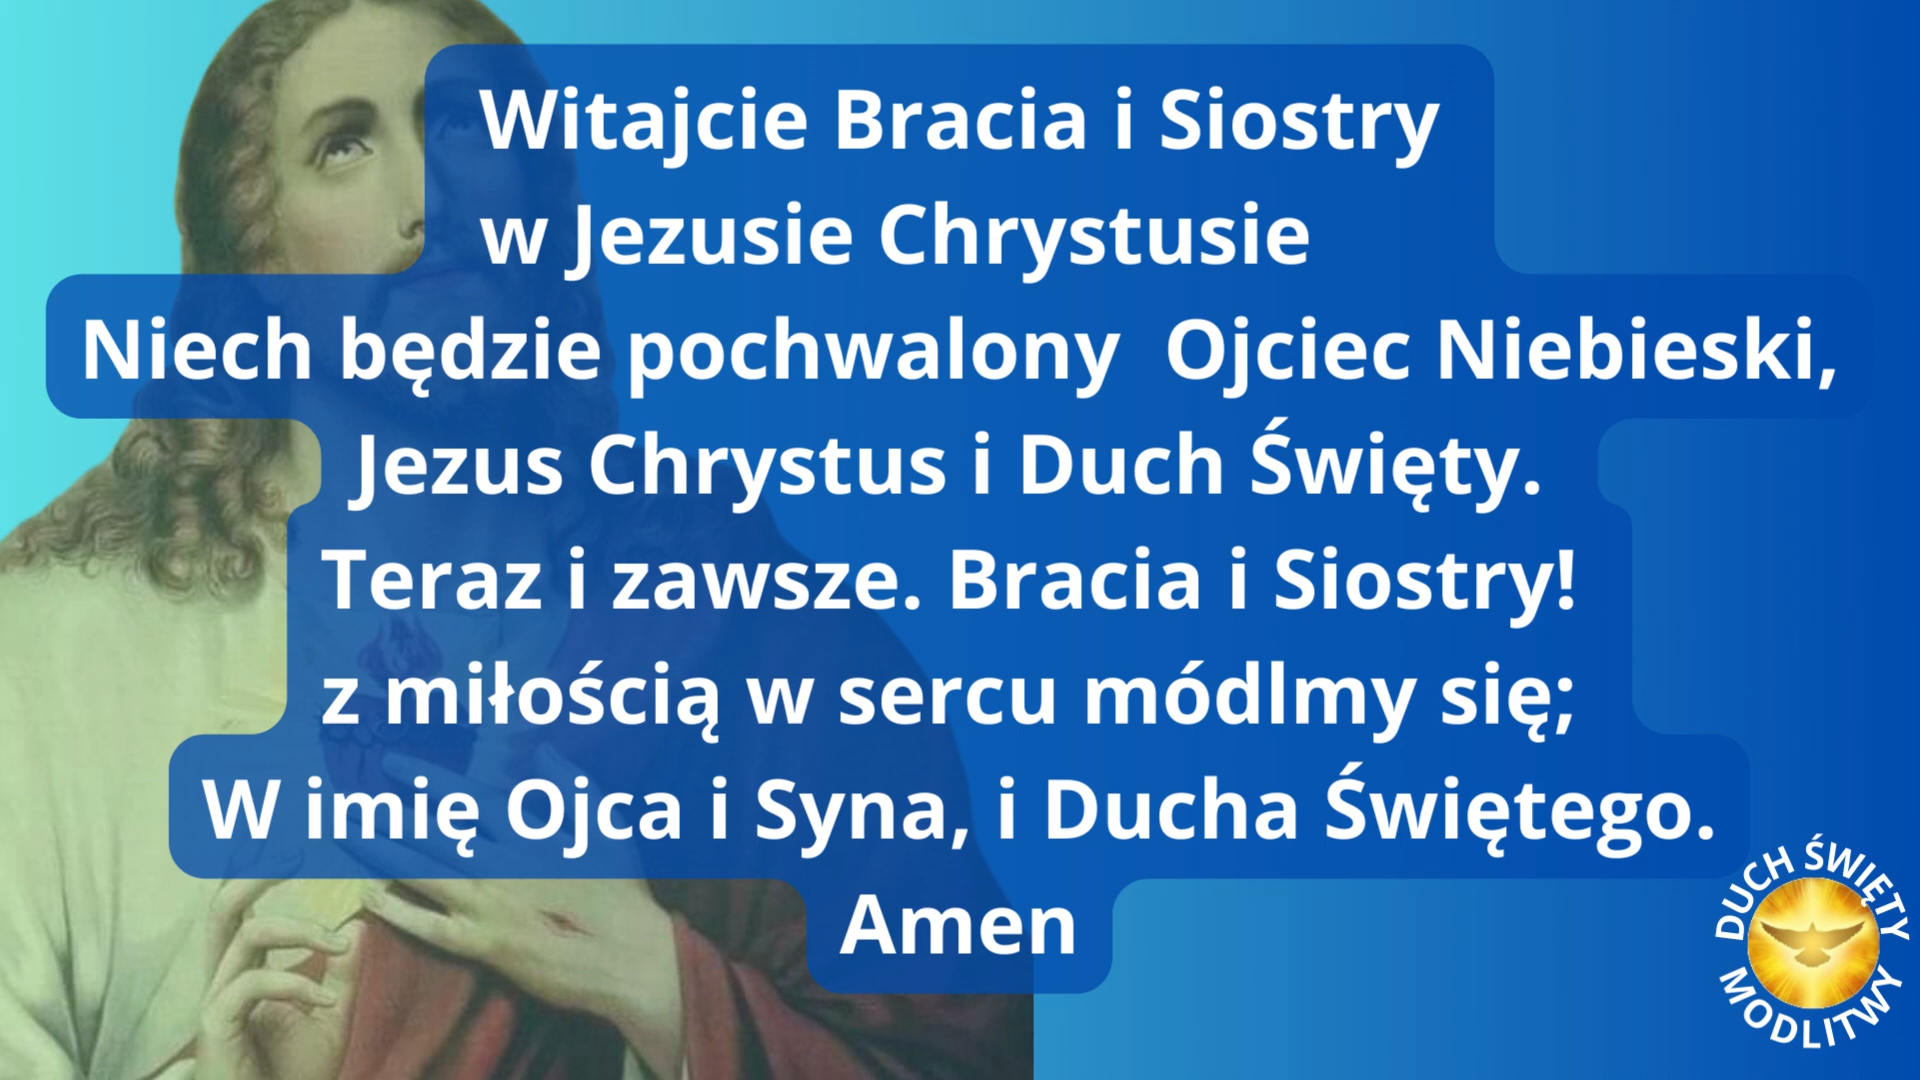 Witajcie Bracia i Siostry
w Jezusie Chrystusie
Niech będzie pochwalony Ojciec Niebieski,
Jezus Chrystus i Duch Święty.
Teraz i zawsze. Bracia i Siostry!
z miłością w sercu módlmy się;
W imię Ojca i Syna, i Ducha Świętego.
Amen
DUCH ŚWIĘTY
MODLITWY